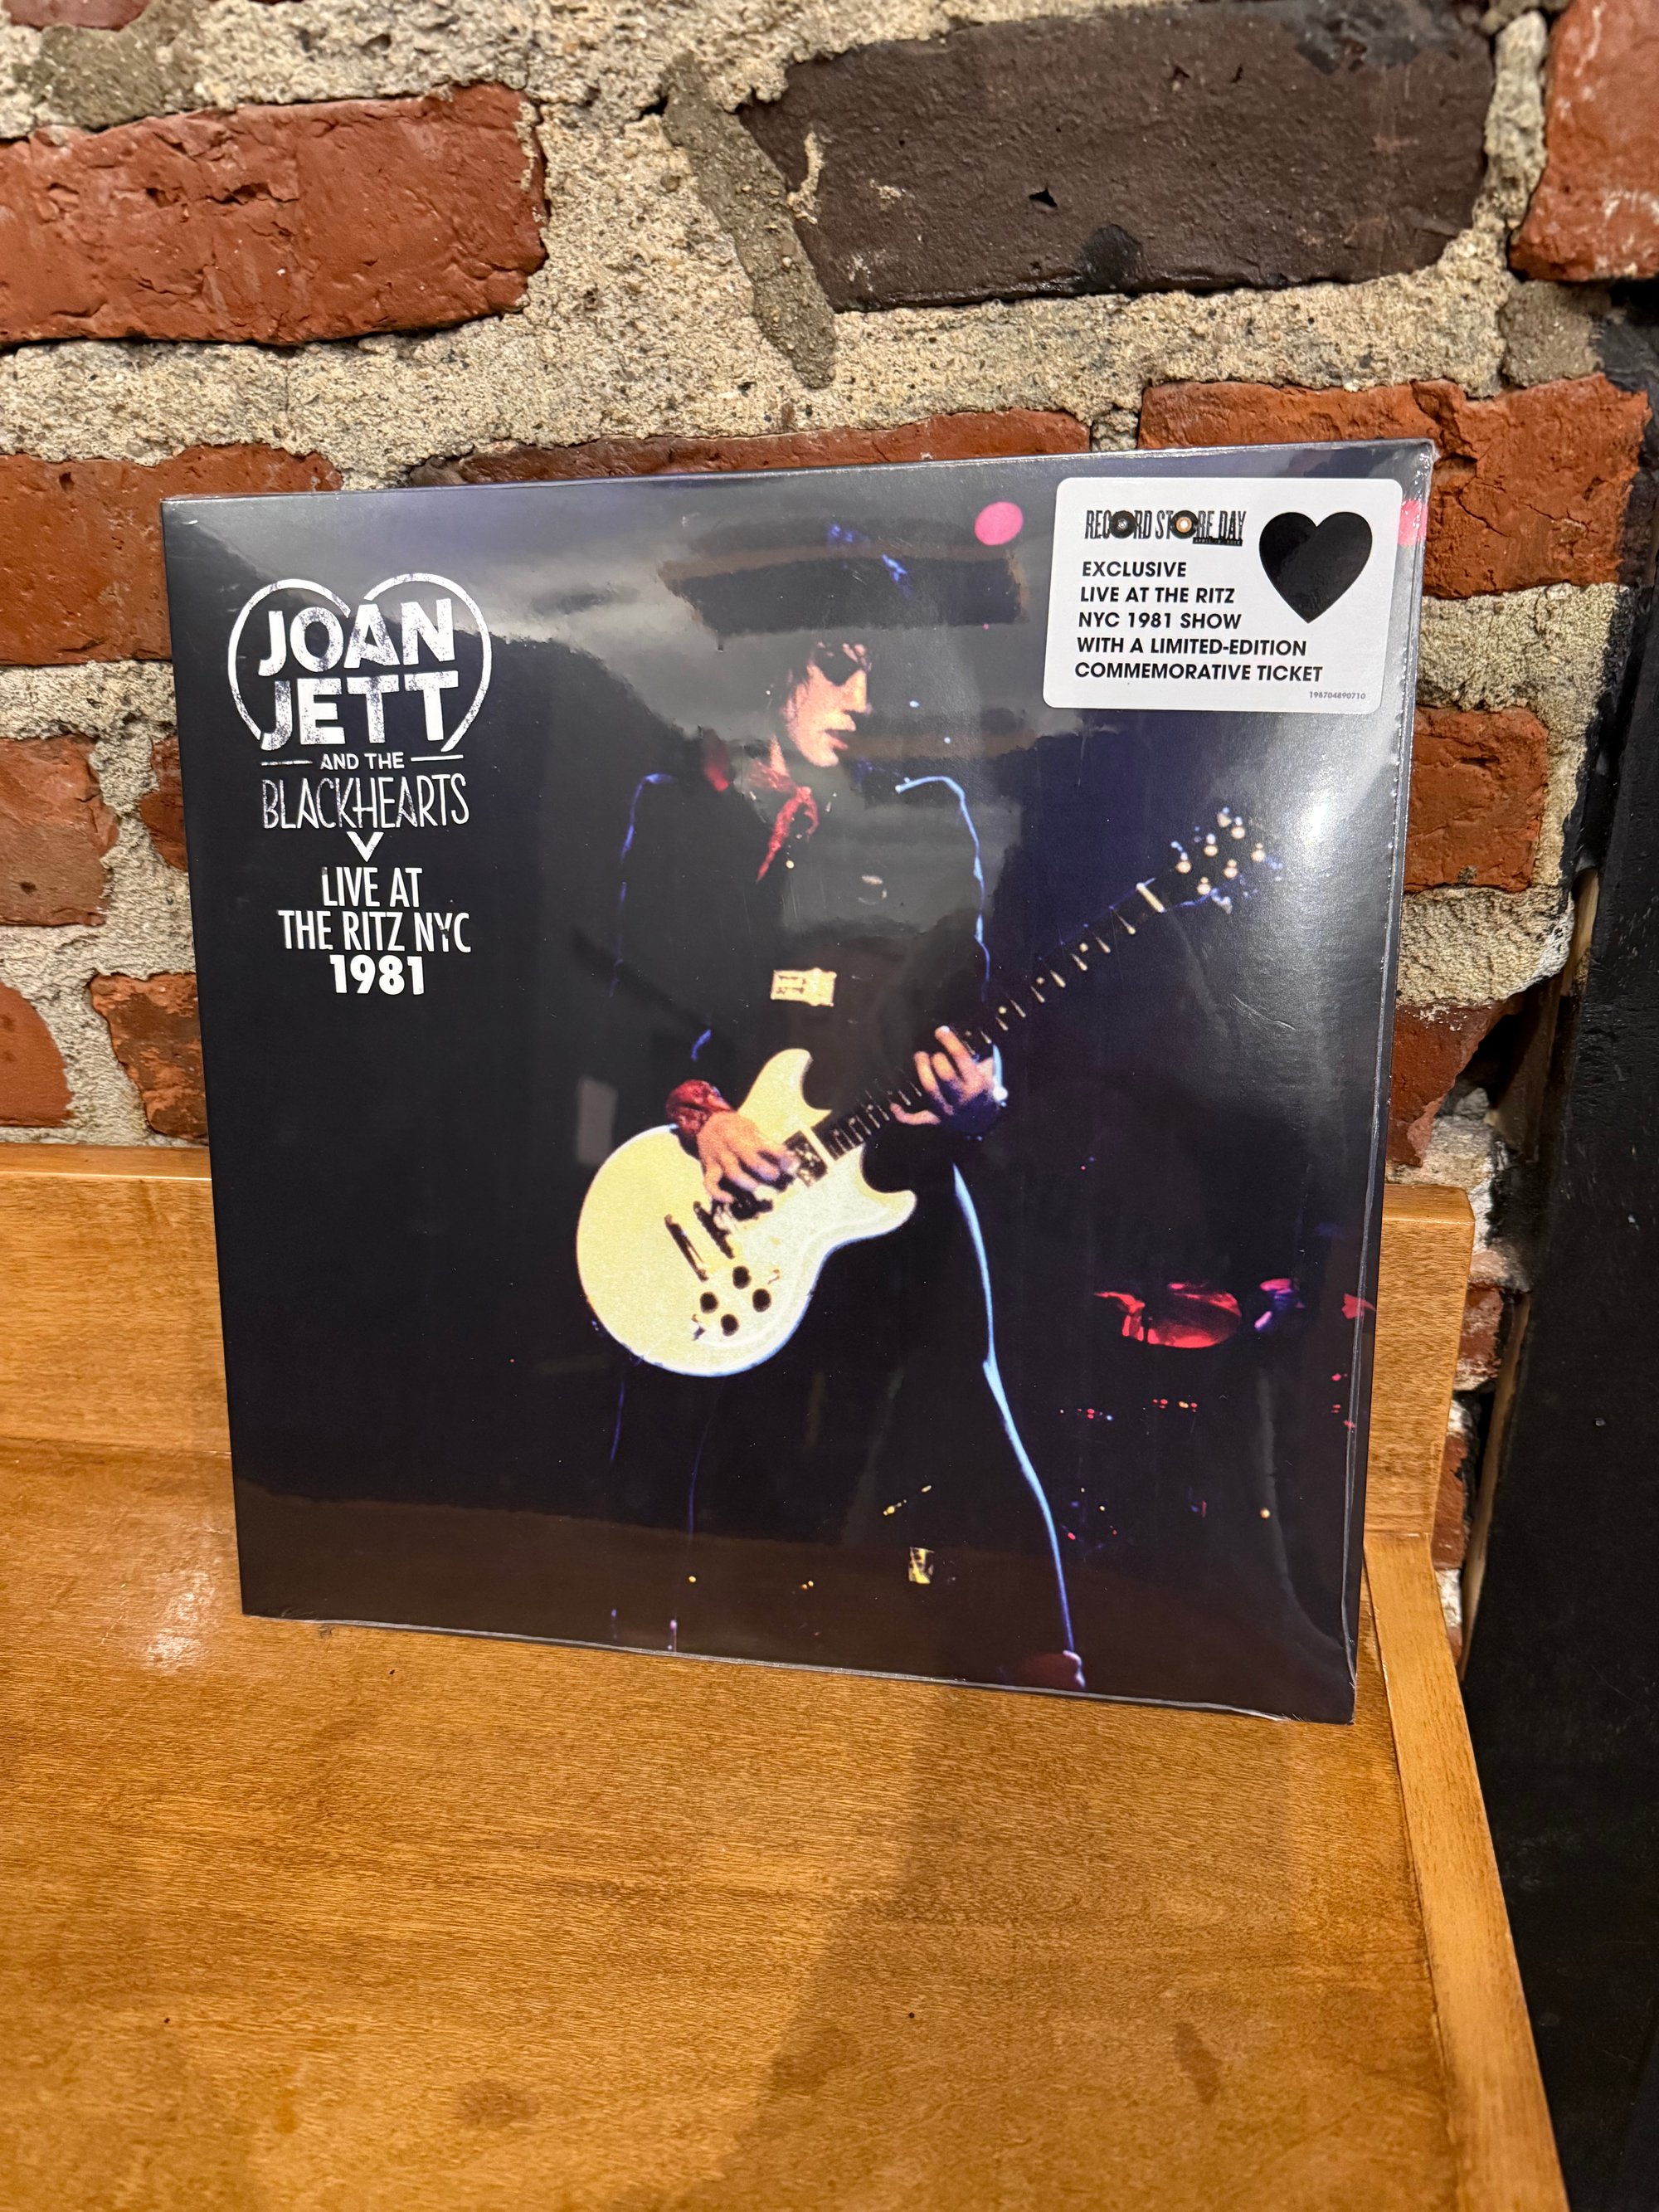 JOAN
JETT
AND THE
BLACKHEARTS
LIVE AT
THE RITZ NYC
1981
RECORD STORE DAY
EXCLUSIVE
LIVE AT THE RITZ
NYC 1981 SHOW
WITH A LIMITED-EDITION
COMMEMORATIVE TICKET
198704890710